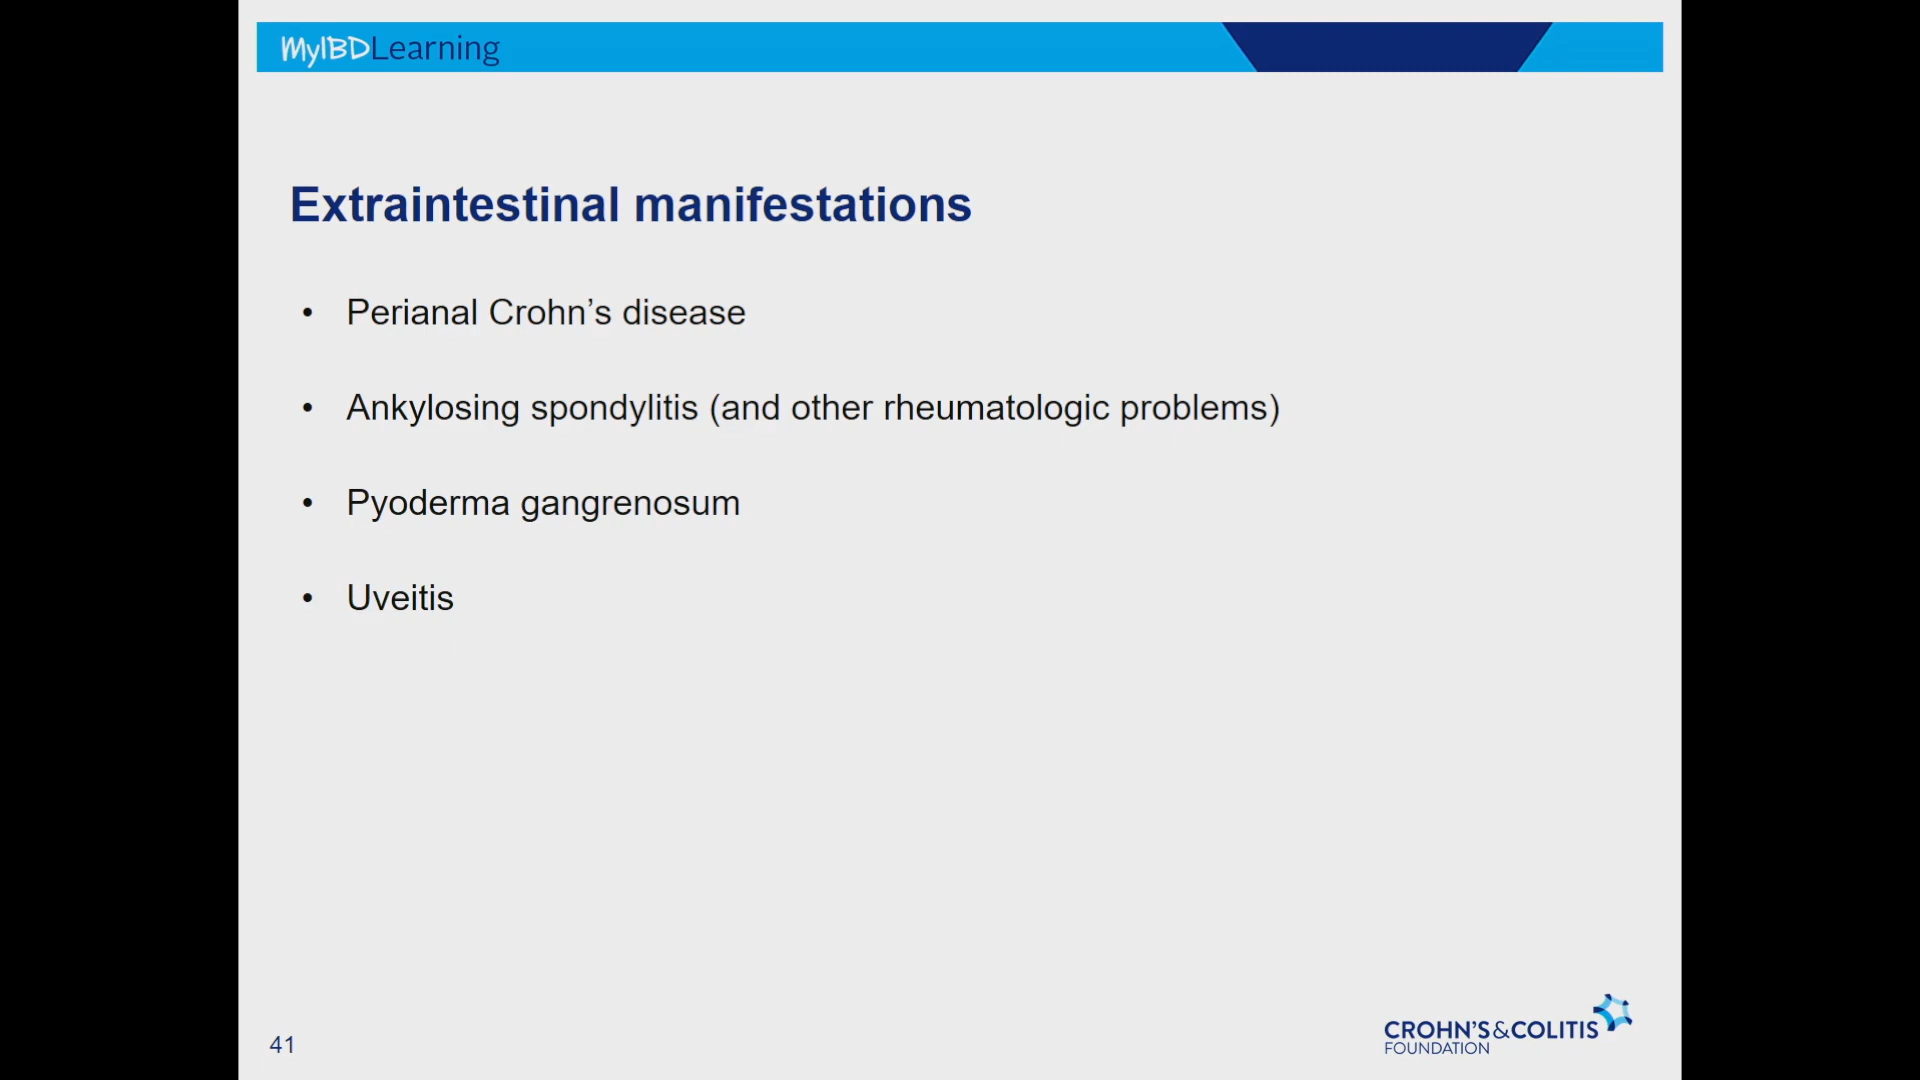 MyIBDLearning
Extraintestinal manifestations
• Perianal Crohn’s disease
• Ankylosing spondylitis (and other rheumatologic problems)
• Pyoderma gangrenosum
• Uveitis
41
CROHN’S&COLITIS
FOUNDATION